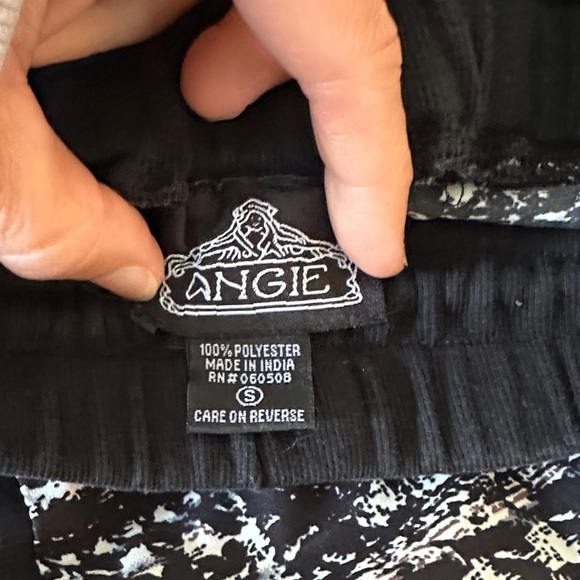 ANGIE
100% POLYESTER
MADE IN INDIA
RN# 060508
S
CARE ON REVERSE